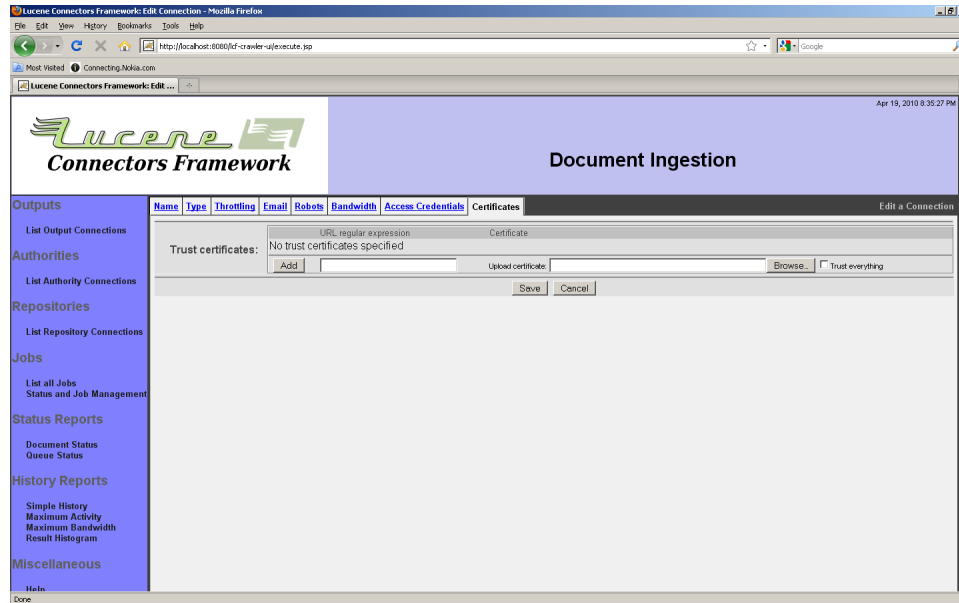 Lucene Connectors Framework: Edit Connection - Mozilla Firefox
File Edit View History Bookmarks Tools Help
http://localhost:8080/lcf-crawler-ui/execute.jsp
Google
Most Visited Connecting.Nokia.com
Lucene Connectors Framework: Edit ...
Apr 19, 2010 8:35:27 PM
Lucene
Connectors Framework
Document Ingestion
Outputs
List Output Connections
Authorities
List Authority Connections
Repositories
List Repository Connections
Jobs
List all Jobs
Status and Job Management
Status Reports
Document Status
Queue Status
History Reports
Simple History
Maximum Activity
Maximum Bandwidth
Result Histogram
Miscellaneous
Help
Name Type Throttling Email Robots Bandwidth Access Credentials Certificates Edit a Connection
URL regular expression Certificate
Trust certificates: No trust certificates specified
Add Upload certificate: Browse... Trust everything
Save Cancel
Done